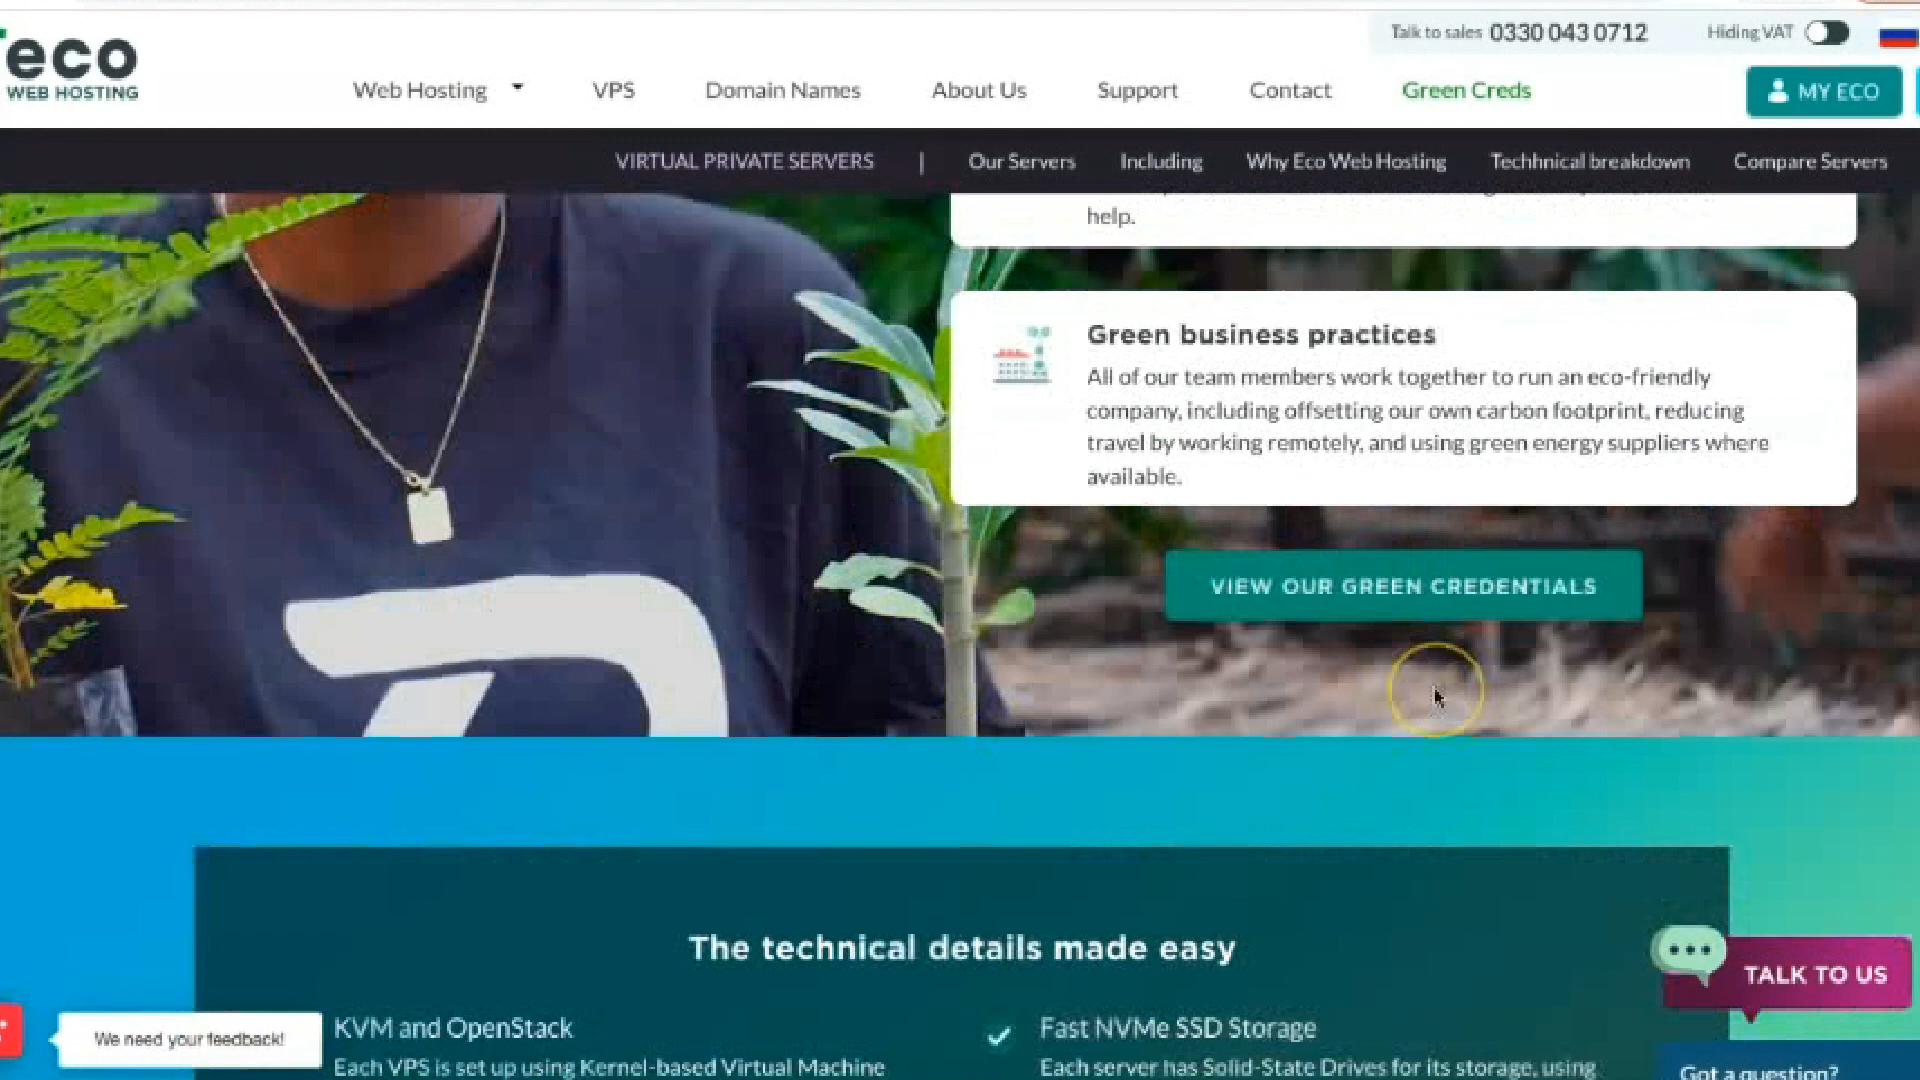 Talk to sales 0330 043 0712
Hiding VAT
eco
WEB HOSTING
Web Hosting
VPS
Domain Names
About Us
Support
Contact
Green Creds
MY ECO
VIRTUAL PRIVATE SERVERS | Our Servers Including Why Eco Web Hosting Techhnical breakdown Compare Servers
help.
Green business practices
All of our team members work together to run an eco-friendly
company, including offsetting our own carbon footprint, reducing
travel by working remotely, and using green energy suppliers where
available.
VIEW OUR GREEN CREDENTIALS
The technical details made easy
KVM and OpenStack
Each VPS is set up using Kernel-based Virtual Machine
Fast NVMe SSD Storage
Each server has Solid-State Drives for its storage, using
TALK TO US
We need your feedback!
Got a question?